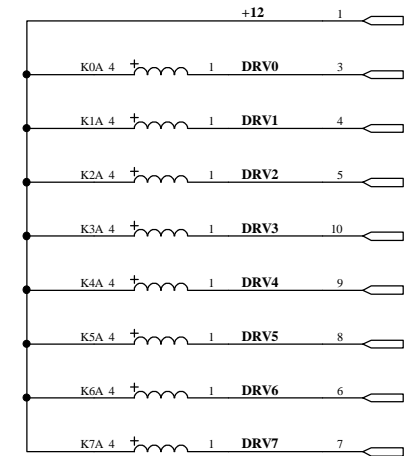 +12 1
K0A 4 + 1 DRV0 3
K1A 4 + 1 DRV1 4
K2A 4 + 1 DRV2 5
K3A 4 + 1 DRV3 10
K4A 4 + 1 DRV4 9
K5A 4 + 1 DRV5 8
K6A 4 + 1 DRV6 6
K7A 4 + 1 DRV7 7